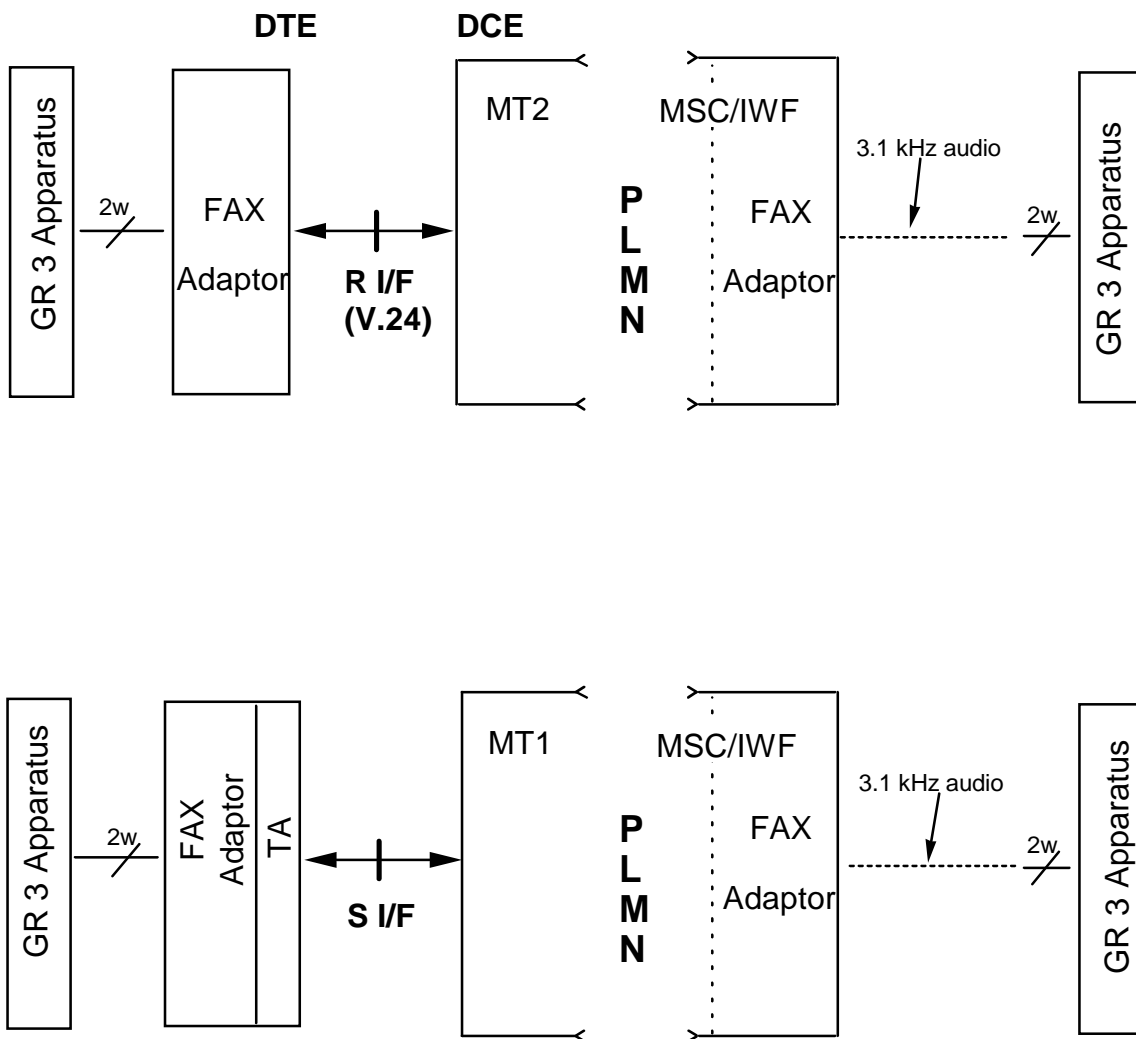 DTE
DCE
GR 3 Apparatus
2w
FAX
Adaptor
R I/F
(V.24)
MT2
P
L
M
N
MSC/IWF
FAX
Adaptor
3.1 kHz audio
2w
GR 3 Apparatus
GR 3 Apparatus
2w
FAX
Adaptor
TA
S I/F
MT1
P
L
M
N
MSC/IWF
FAX
Adaptor
3.1 kHz audio
2w
GR 3 Apparatus